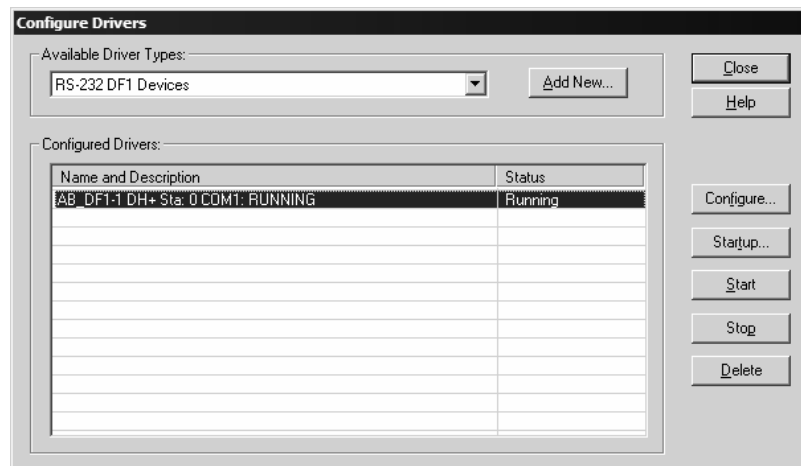 Configure Drivers
Available Driver Types:
RS-232 DF1 Devices
Add New...
Close
Help
Configured Drivers:
Name and Description Status
AB_DF1-1 DH+ Sta: 0 COM1: RUNNING Running
Configure...
Startup...
Start
Stop
Delete